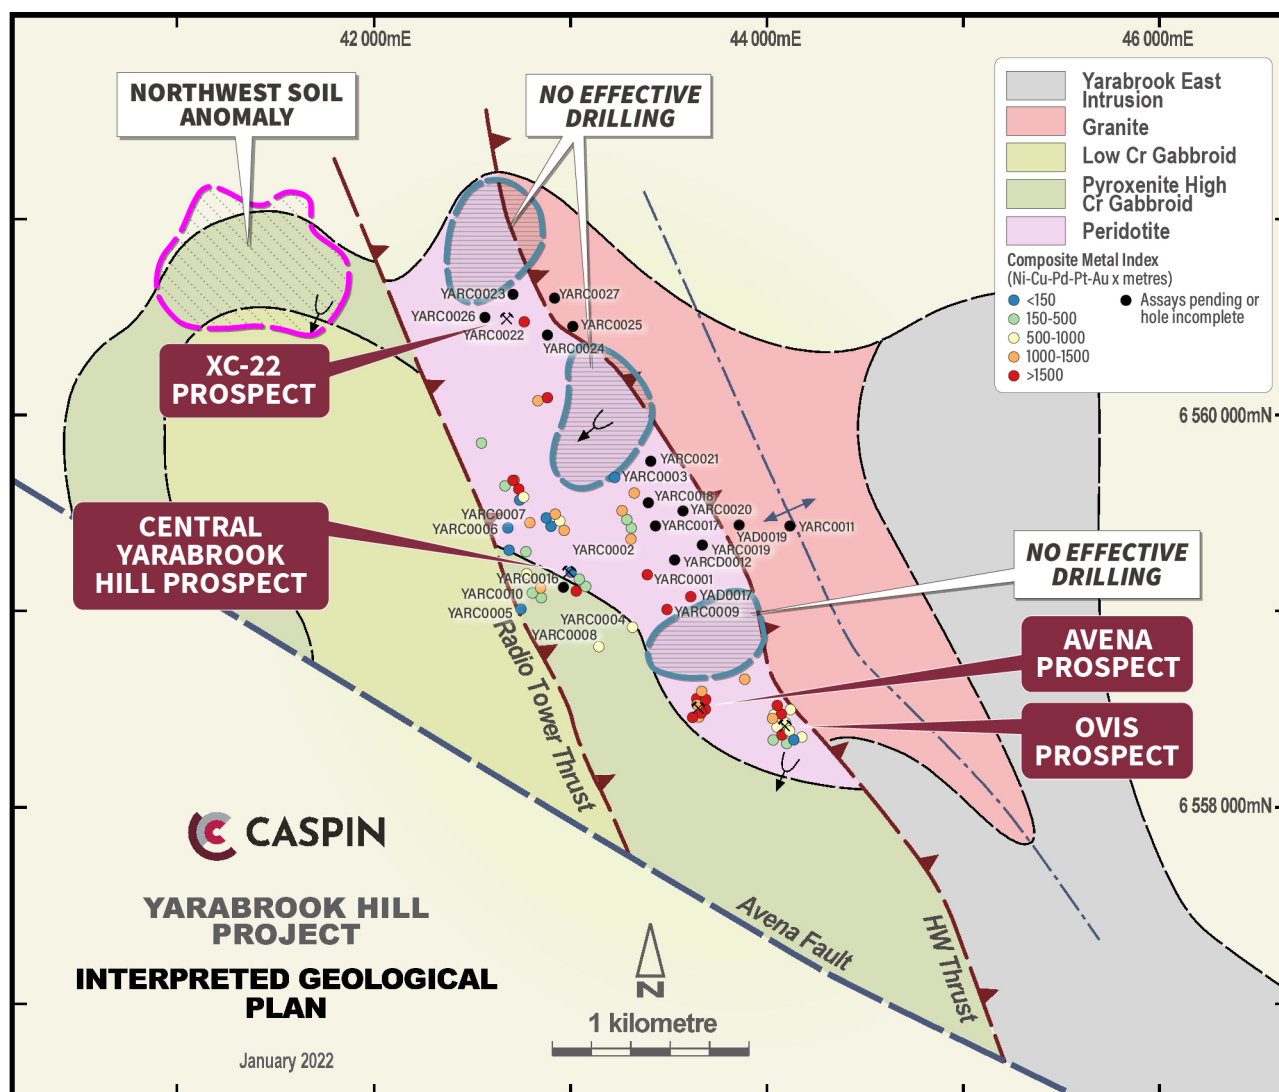 42 000mE
44 000mE
46 000mE
NORTHWEST SOIL
ANOMALY
NO EFFECTIVE
DRILLING
Yarabrook East
Intrusion
Granite
Low Cr Gabbroid
Pyroxenite High
Cr Gabbroid
Peridotite
Composite Metal Index
(Ni-Cu-Pd-Pt-Au x metres)
<150
150-500
500-1000
1000-1500
>1500
Assays pending or
hole incomplete
YARC0023
YARC0027
YARC0026
YARC0025
YARC0022
YARC0024
XC-22
PROSPECT
6 560 000mN
YARC0021
YARC0003
YARC0018
YARC0020
YARC0007
YARC0006
YARC0017
YARC0011
YAD0019
YARC0019
YARC0002
YARCD0012
CENTRAL
YARABROOK
HILL PROSPECT
YARC0016
YARC0001
YARC0010
YAD0017
YARC0005
YARC0009
YARC0004
YARC0008
NO EFFECTIVE
DRILLING
AVENA
PROSPECT
OVIS
PROSPECT
Radio Tower Thrust
6 558 000mN
CASPIN
YARABROOK HILL
PROJECT
INTERPRETED GEOLOGICAL
PLAN
January 2022
Avena Fault
HW Thrust
N
1 kilometre